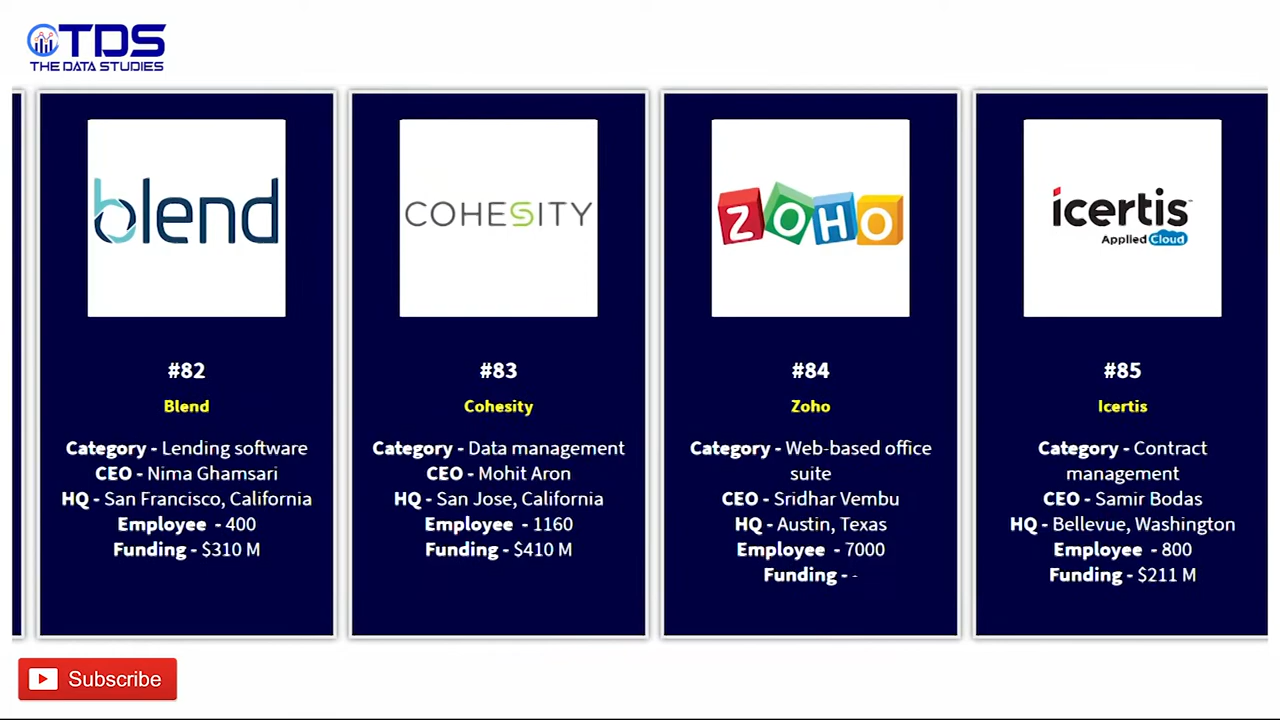 TDS
THE DATA STUDIES
blend
#82
Blend
Category - Lending software
CEO - Nima Ghamsari
HQ - San Francisco, California
Employee - 400
Funding - $310 M
COHESITY
#83
Cohesity
Category - Data management
CEO - Mohit Aron
HQ - San Jose, California
Employee - 1160
Funding - $410 M
ZOHO
#84
Zoho
Category - Web-based office
suite
CEO - Sridhar Vembu
HQ - Austin, Texas
Employee - 7000
Funding - -
icertis™
Applied Cloud
#85
Icertis
Category - Contract
management
CEO - Samir Bodas
HQ - Bellevue, Washington
Employee - 800
Funding - $211 M
Subscribe